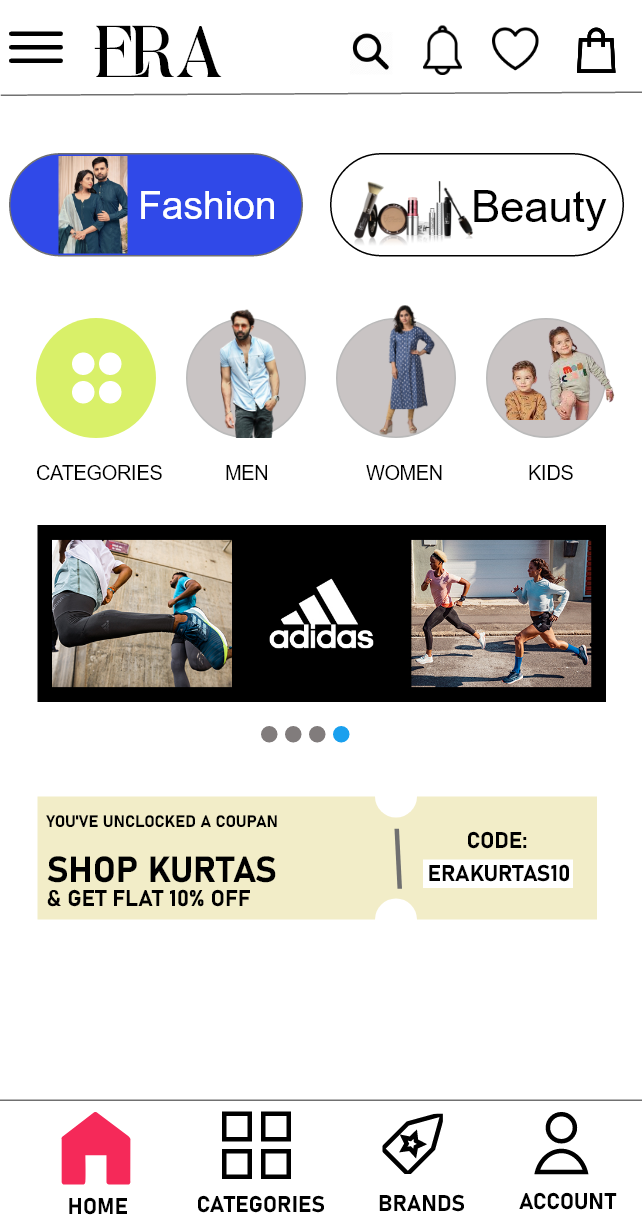 ERA
Fashion
Beauty
CATEGORIES
MEN
WOMEN
KIDS
adidas
YOU'VE UNCLOCKED A COUPAN
SHOP KURTAS
& GET FLAT 10% OFF
CODE:
ERAKURTAS10
HOME
CATEGORIES
BRANDS
ACCOUNT